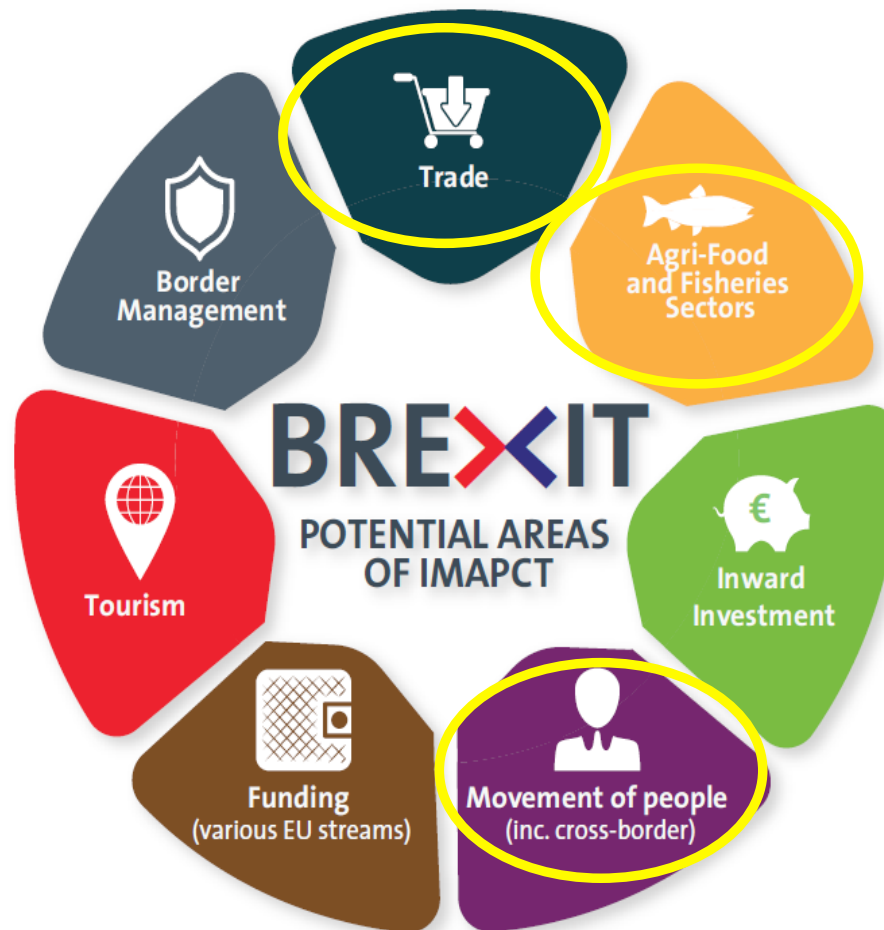 BREXIT
POTENTIAL AREAS
OF IMAPCT
Trade
Agri-Food
and Fisheries
Sectors
€
Inward
Investment
Movement of people
(inc. cross-border)
Funding
(various EU streams)
Tourism
Border
Management